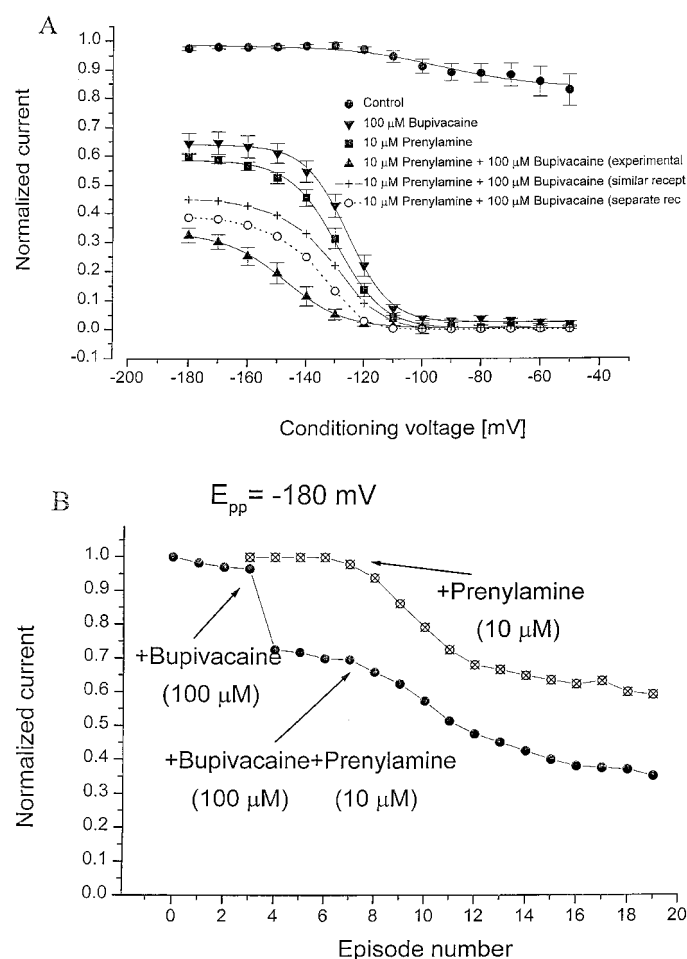 A
1.0
0.9
0.8
0.7
0.6
0.5
0.4
0.3
0.2
0.1
0.0
-0.1
Normalized current
Control
100 μM Bupivacaine
10 μM Prenylamine
10 μM Prenylamine + 100 μM Bupivacaine (experimental
10 μM Prenylamine + 100 μM Bupivacaine (similar recept
10 μM Prenylamine + 100 μM Bupivacaine (separate rec
-200 -180 -160 -140 -120 -100 -80 -60 -40
Conditioning voltage [mV]
B
Epp= -180 mV
1.0
0.9
0.8
0.7
0.6
0.5
0.4
0.3
0.2
0.1
0.0
Normalized current
+Prenylamine
(10 μM)
+Bupivacaine
(100 μM)
+Bupivacaine+Prenylamine
(100 μM) (10 μM)
0 2 4 6 8 10 12 14 16 18 20
Episode number